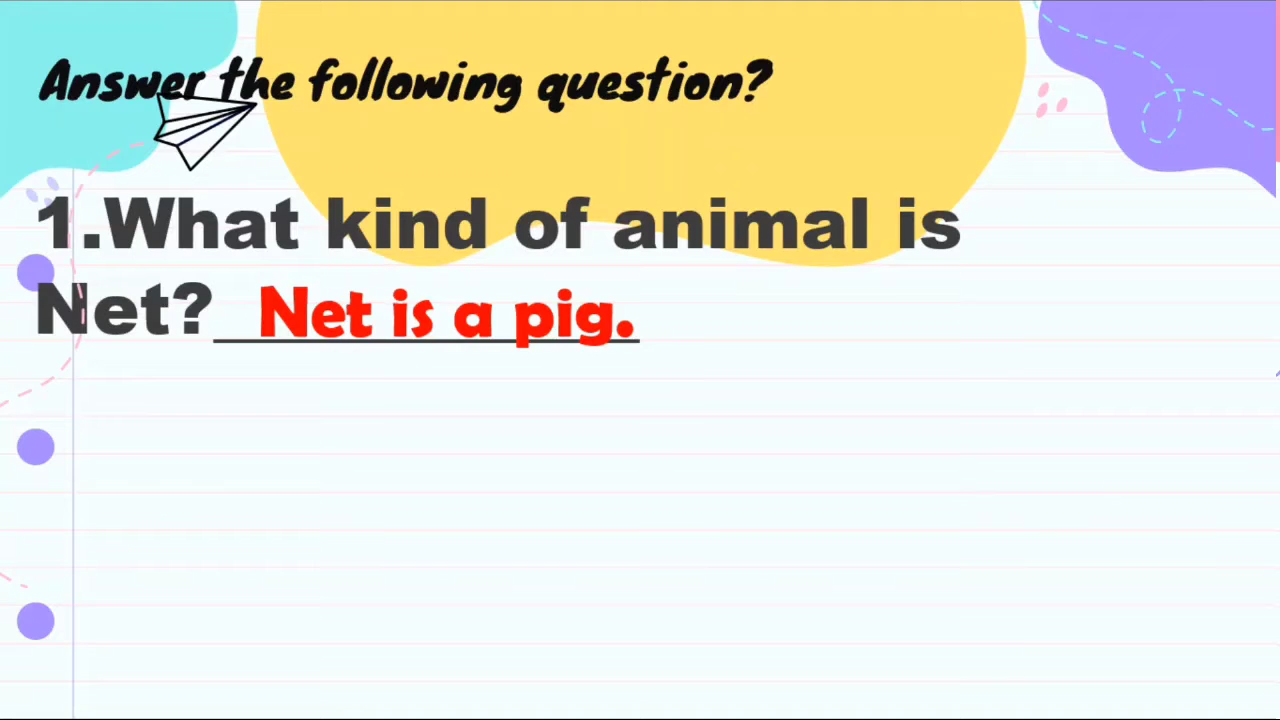 Answer the following question?
1.What kind of animal is
Net?_ Net is a pig.